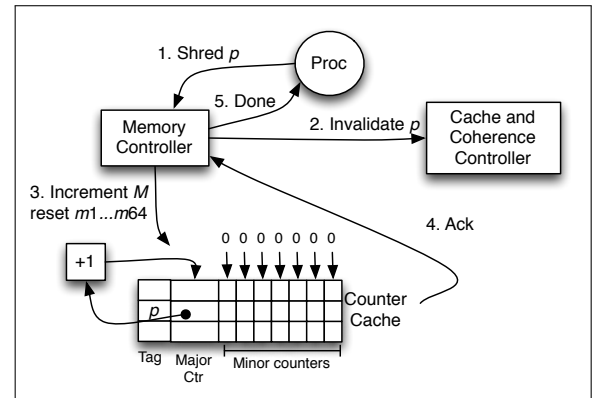 1. Shred p
Proc
5. Done
Memory
Controller
2. Invalidate p
Cache and
Coherence
Controller
3. Increment M
reset m1...m64
4. Ack
0 0 0 0 0 0 0
+1
p
Counter
Cache
Tag
Major
Ctr
Minor counters